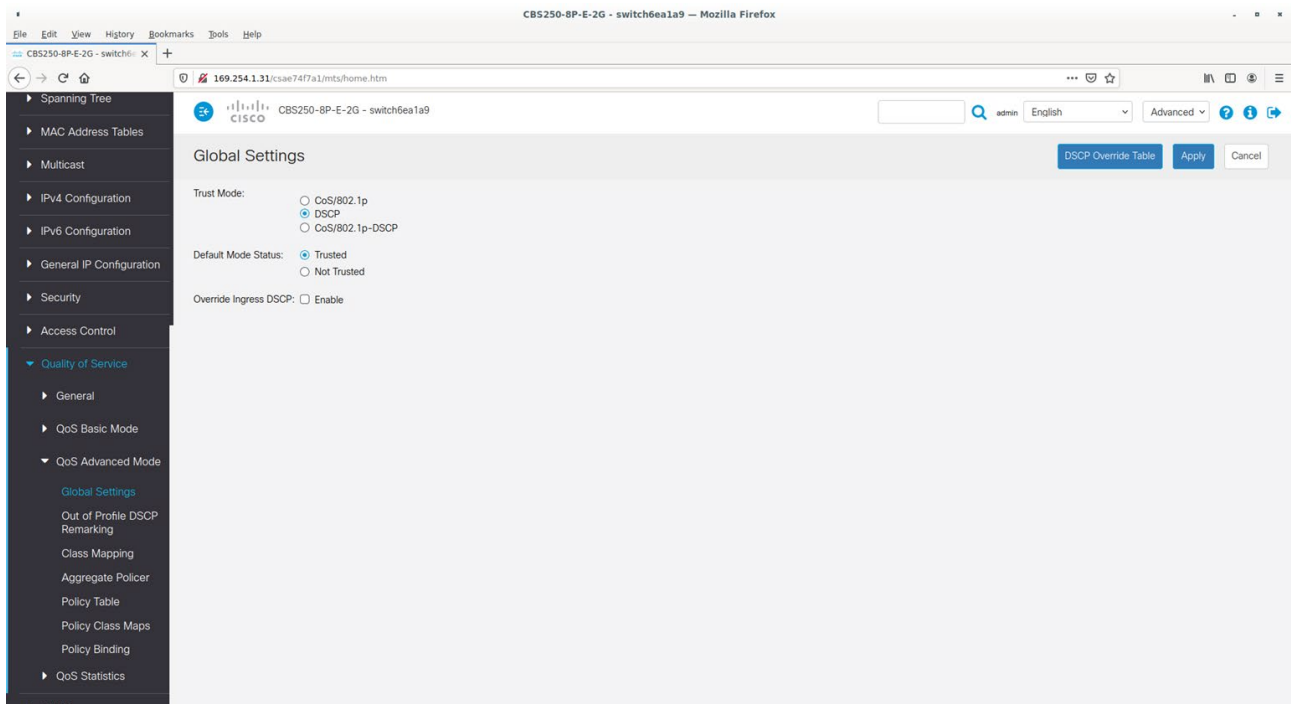 CBS250-8P-E-2G - switch6ea1a9 — Mozilla Firefox
File Edit View History Bookmarks Tools Help
CBS250-8P-E-2G - switch6e
169.254.1.31/csae74f7a1/mts/home.htm
Spanning Tree
MAC Address Tables
Multicast
IPv4 Configuration
IPv6 Configuration
General IP Configuration
Security
Access Control
Quality of Service
General
QoS Basic Mode
QoS Advanced Mode
Global Settings
Out of Profile DSCP
Remarking
Class Mapping
Aggregate Policer
Policy Table
Policy Class Maps
Policy Binding
QoS Statistics
CISCO CBS250-8P-E-2G - switch6ea1a9
admin English Advanced
Global Settings
DSCP Override Table Apply Cancel
Trust Mode:
CoS/802.1p
DSCP
CoS/802.1p-DSCP
Default Mode Status: Trusted
Not Trusted
Override Ingress DSCP: Enable